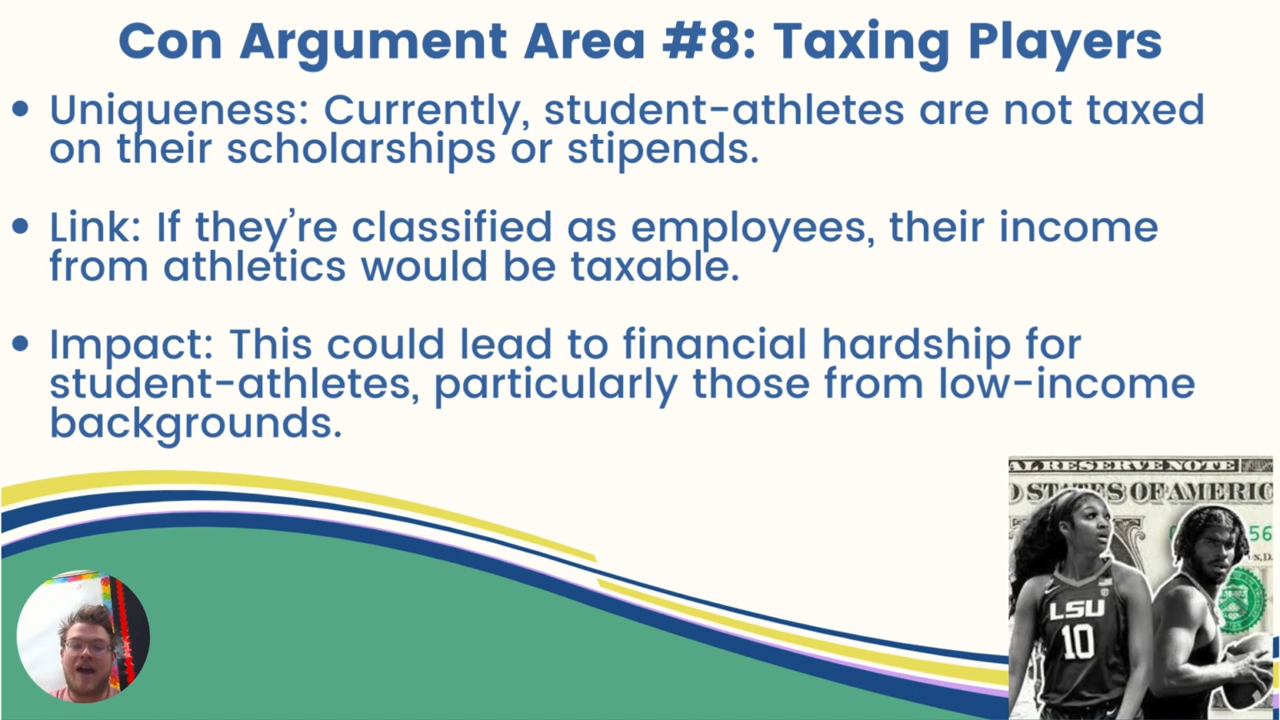 Con Argument Area #8: Taxing Players
• Uniqueness: Currently, student-athletes are not taxed
on their scholarships or stipends.
• Link: If they’re classified as employees, their income
from athletics would be taxable.
• Impact: This could lead to financial hardship for
student-athletes, particularly those from low-income
backgrounds.
AL RESERVE NOTE
D STATES OF AMERIC
56
LSU
10